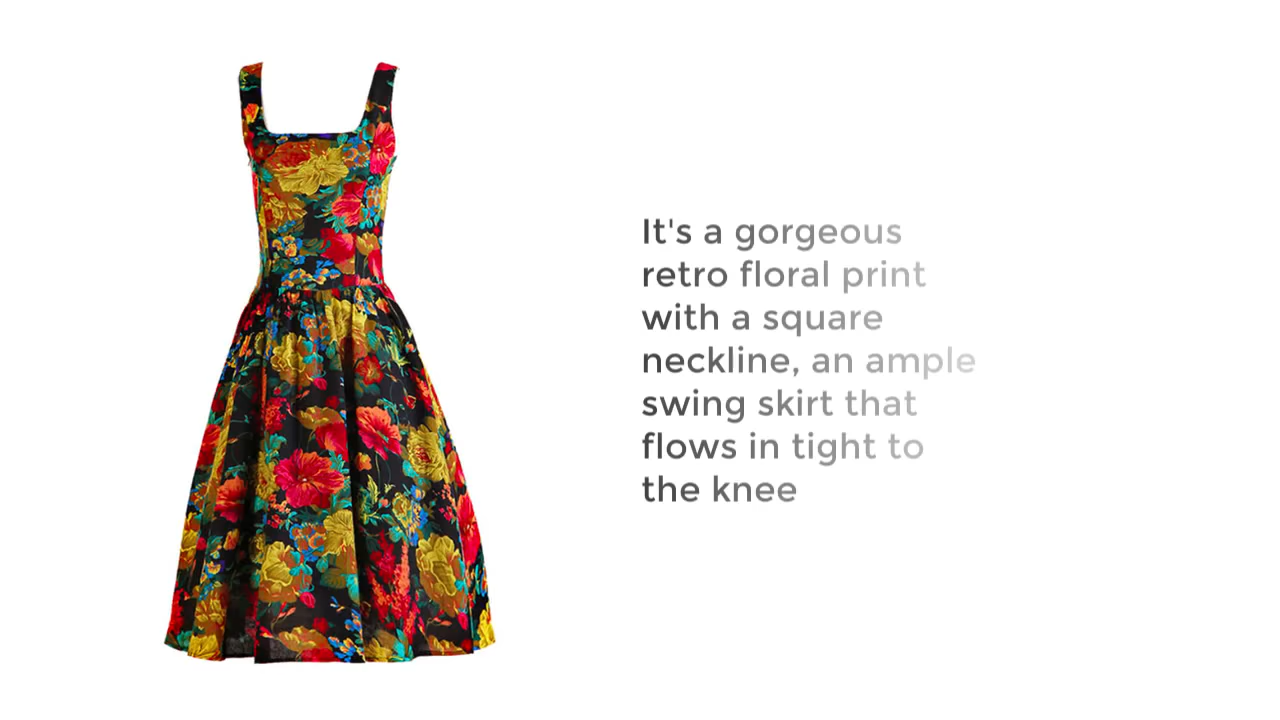 It's a gorgeous
retro floral print
with a square
neckline, an ample
swing skirt that
flows in tight to
the knee